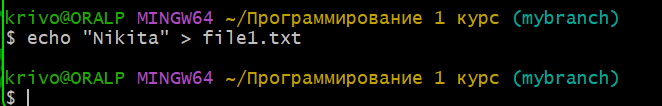 krivo@ORALP MINGW64 ~/Программирование 1 курс (mybranch)
$ echo "Nikita" > file1.txt
krivo@ORALP MINGW64 ~/Программирование 1 курс (mybranch)
$